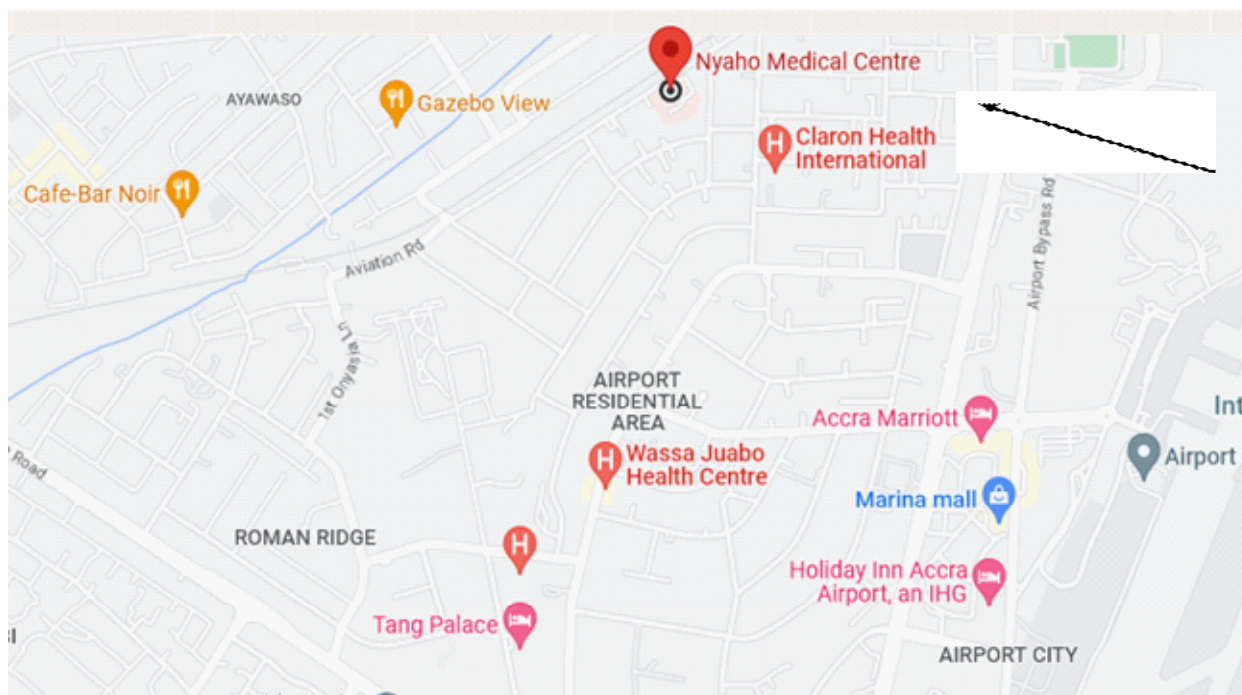 Nyaho Medical Centre
AYAWASO
Gazebo View
Claron Health
International
Cafe-Bar Noir
Airport Bypass Rd
Aviation Rd
1st Onyasia Ln
AIRPORT
RESIDENTIAL
AREA
Int
Accra Marriott
Wassa Juabo
Health Centre
Airport
Road
Marina mall
ROMAN RIDGE
H
H
H
Holiday Inn Accra
Airport, an IHG
Tang Palace
AIRPORT CITY